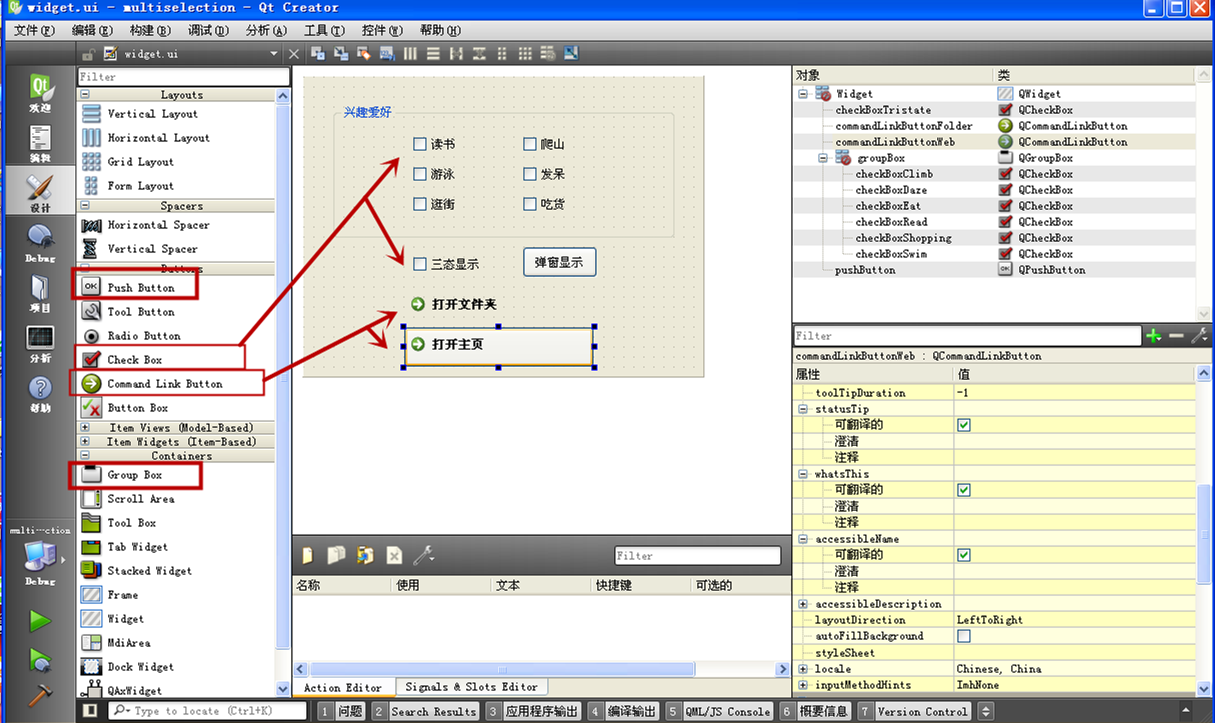 widget.ui - multiselection - Qt Creator
文件(F) 编辑(E) 构建(B) 调试(D) 分析(A) 工具(T) 控件(W) 帮助(H)
widget.ui
Qt
欢迎
编辑
设计
Debug
项目
分析
帮助
multi···ction
Debug
Filter
Layouts
Vertical Layout
Horizontal Layout
Grid Layout
Form Layout
Spacers
Horizontal Spacer
Vertical Spacer
Buttons
OK Push Button
Tool Button
Radio Button
Check Box
Command Link Button
Button Box
Item Views (Model-Based)
Item Widgets (Item-Based)
Containers
Group Box
Scroll Area
Tool Box
Tab Widget
Stacked Widget
Frame
Widget
MdiArea
Dock Widget
QAxWidget
兴趣爱好
读书 爬山
游泳 发呆
逛街 吃货
三态显示 弹窗显示
打开文件夹
打开主页
Filter
名称 使用 文本 快捷键 可选的
Action Editor Signals & Slots Editor
对象 类
Widget QWidget
checkBoxTristate QCheckBox
commandLinkButtonFolder QCommandLinkButton
commandLinkButtonWeb QCommandLinkButton
groupBox QGroupBox
checkBoxClimb QCheckBox
checkBoxDaze QCheckBox
checkBoxEat QCheckBox
checkBoxRead QCheckBox
checkBoxShopping QCheckBox
checkBoxSwim QCheckBox
pushButton OK QPushButton
Filter
commandLinkButtonWeb : QCommandLinkButton
属性 值
toolTipDuration -1
statusTip
可翻译的
澄清
注释
whatsThis
可翻译的
澄清
注释
accessibleName
可翻译的
澄清
注释
accessibleDescription
layoutDirection LeftToRight
autoFillBackground
styleSheet
locale Chinese, China
inputMethodHints ImhNone
Type to locate (Ctrl+K) 1 问题 2 Search Results 3 应用程序输出 4 编译输出 5 QML/JS Console 6 概要信息 7 Version Control